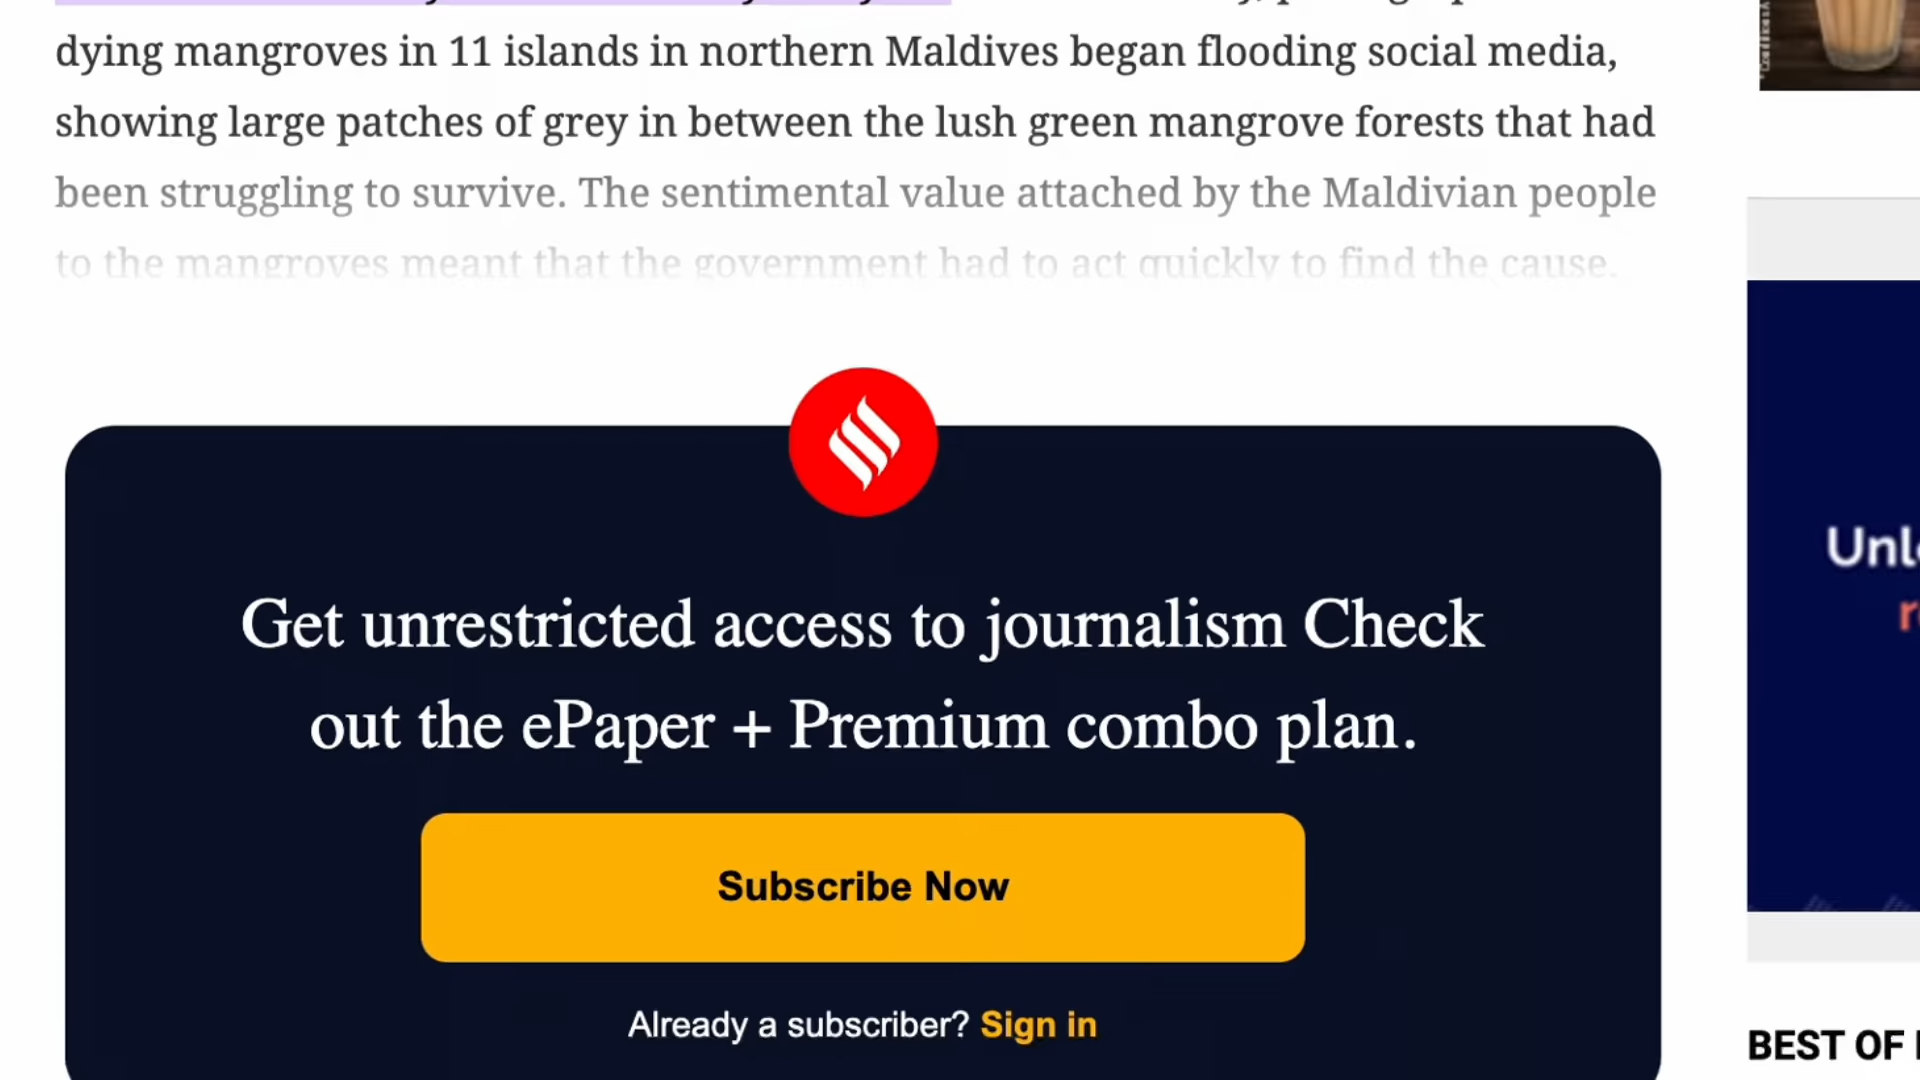 dying mangroves in 11 islands in northern Maldives began flooding social media,
showing large patches of grey in between the lush green mangrove forests that had
been struggling to survive. The sentimental value attached by the Maldivian people
to the mangroves meant that the government had to act quickly to find the cause.
Get unrestricted access to journalism Check
out the ePaper + Premium combo plan.
Subscribe Now
Already a subscriber? Sign in
BEST OF